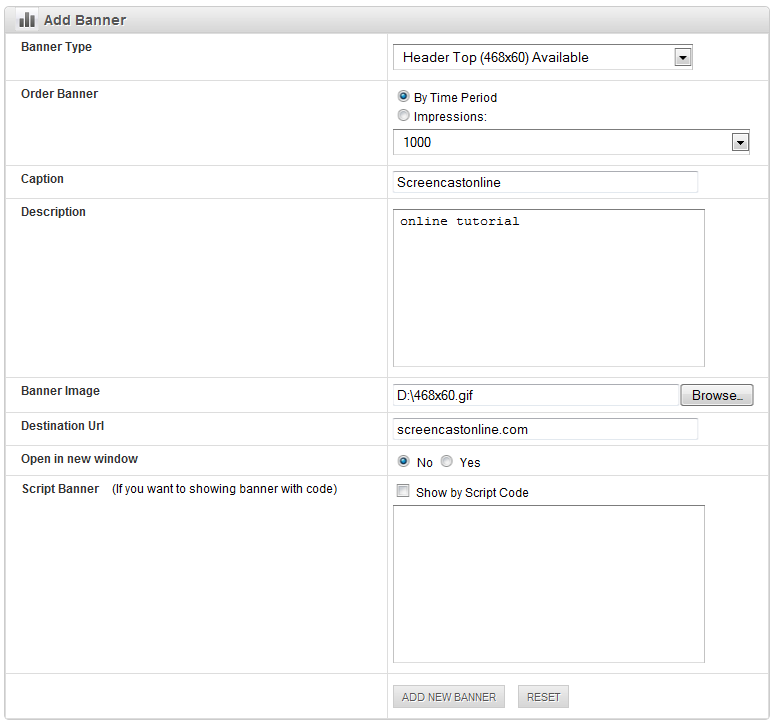 Add Banner
Banner Type
Header Top (468x60) Available
Order Banner
By Time Period
Impressions:
1000
Caption
Screencastonline
Description
online tutorial
Banner Image
D:\468x60.gif
Browse..
Destination Url
screencastonline.com
Open in new window
No Yes
Script Banner (If you want to showing banner with code)
Show by Script Code
ADD NEW BANNER RESET